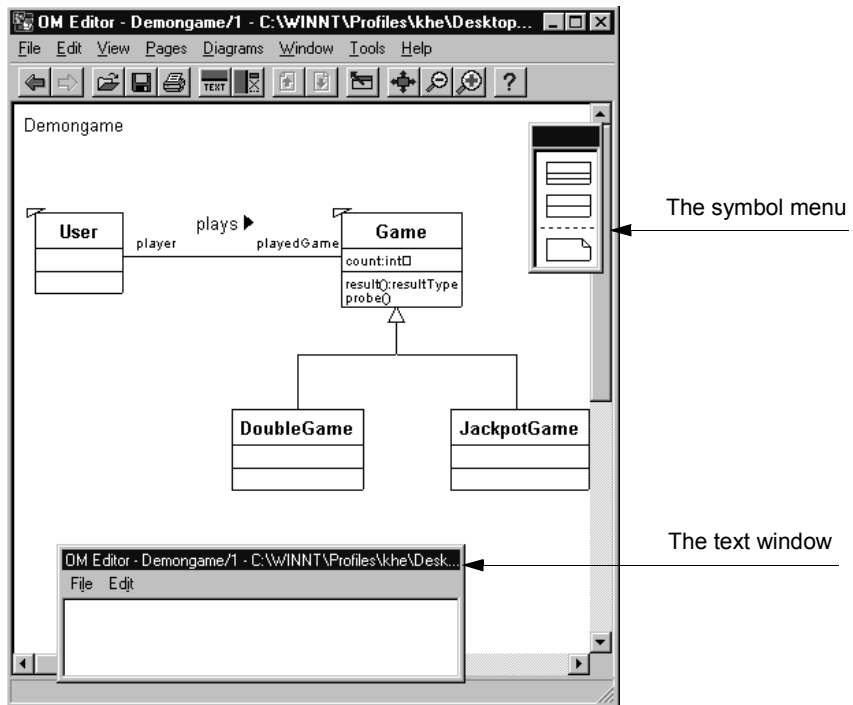 OM Editor - Demongame/1 - C:\WINNT\Profiles\khe\Desktop...
File Edit View Pages Diagrams Window Tools Help
TEXT
?
Demongame
The symbol menu
User
plays
Game
player
playedGame
count:int
result():resultType
probe()
DoubleGame
JackpotGame
The text window
OM Editor - Demongame/1 - C:\WINNT\Profiles\khe\Desk...
File Edit